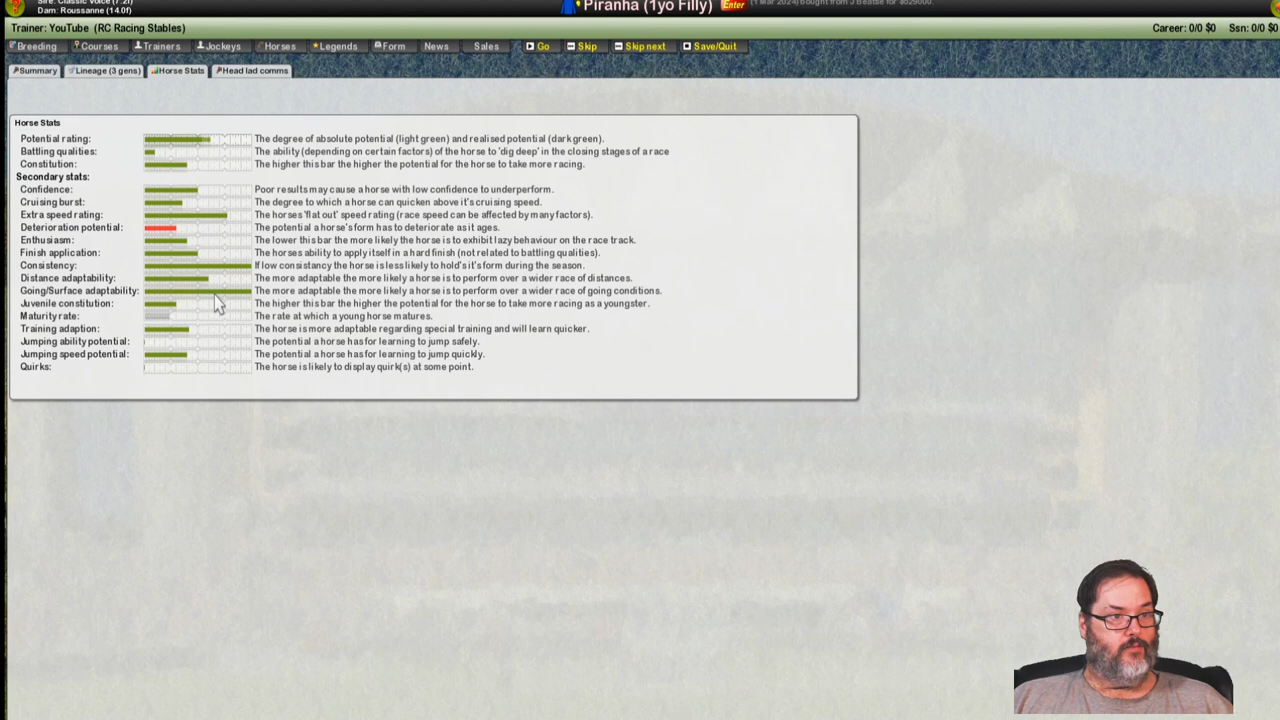 Sire: Classic Voice (7.2f)
Dam: Roussanne (14.0f)
Piranha (1yo Filly)
Enter
(1 Mar 2024) bought from J Beatse for
Trainer: YouTube (RC Racing Stables)
Career: 0/0 $0 Ssn: 0/0 $0
Breeding Courses Trainers Jockeys Horses Legends Form News Sales Go Skip Skip next Save/Quit
Summary Lineage (3 gens) Horse Stats Head lad comms
Horse Stats
Potential rating: The degree of absolute potential (light green) and realised potential (dark green).
Battling qualities: The ability (depending on certain factors) of the horse to 'dig deep' in the closing stages of a race
Constitution: The higher this bar the higher the potential for the horse to take more racing.
Secondary stats:
Confidence: Poor results may cause a horse with low confidence to underperform.
Cruising burst: The degree to which a horse can quicken above it's cruising speed.
Extra speed rating: The horses 'flat out' speed rating (race speed can be affected by many factors).
Deterioration potential: The potential a horse's form has to deteriorate as it ages.
Enthusiasm: The lower this bar the more likely the horse is to exhibit lazy behaviour on the race track.
Finish application: The horses ability to apply itself in a hard finish (not related to battling qualities).
Consistency: If low consistancy the horse is less likely to hold's it's form during the season.
Distance adaptability: The more adaptable the more likely a horse is to perform over a wider race of distances.
Going/Surface adaptability: The more adaptable the more likely a horse is to perform over a wider race of going conditions.
Juvenile constitution: The higher this bar the higher the potential for the horse to take more racing as a youngster.
Maturity rate: The rate at which a young horse matures.
Training adaption: The horse is more adaptable regarding special training and will learn quicker.
Jumping ability potential: The potential a horse has for learning to jump safely.
Jumping speed potential: The potential a horse has for learning to jump quickly.
Quirks: The horse is likely to display quirk(s) at some point.